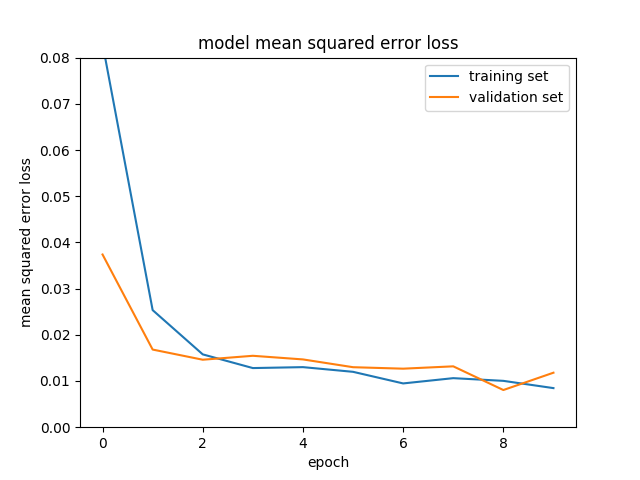 model mean squared error loss
training set
validation set
0.08
0.07
0.06
0.05
0.04
0.03
0.02
0.01
0.00
mean squared error loss
0 2 4 6 8
epoch